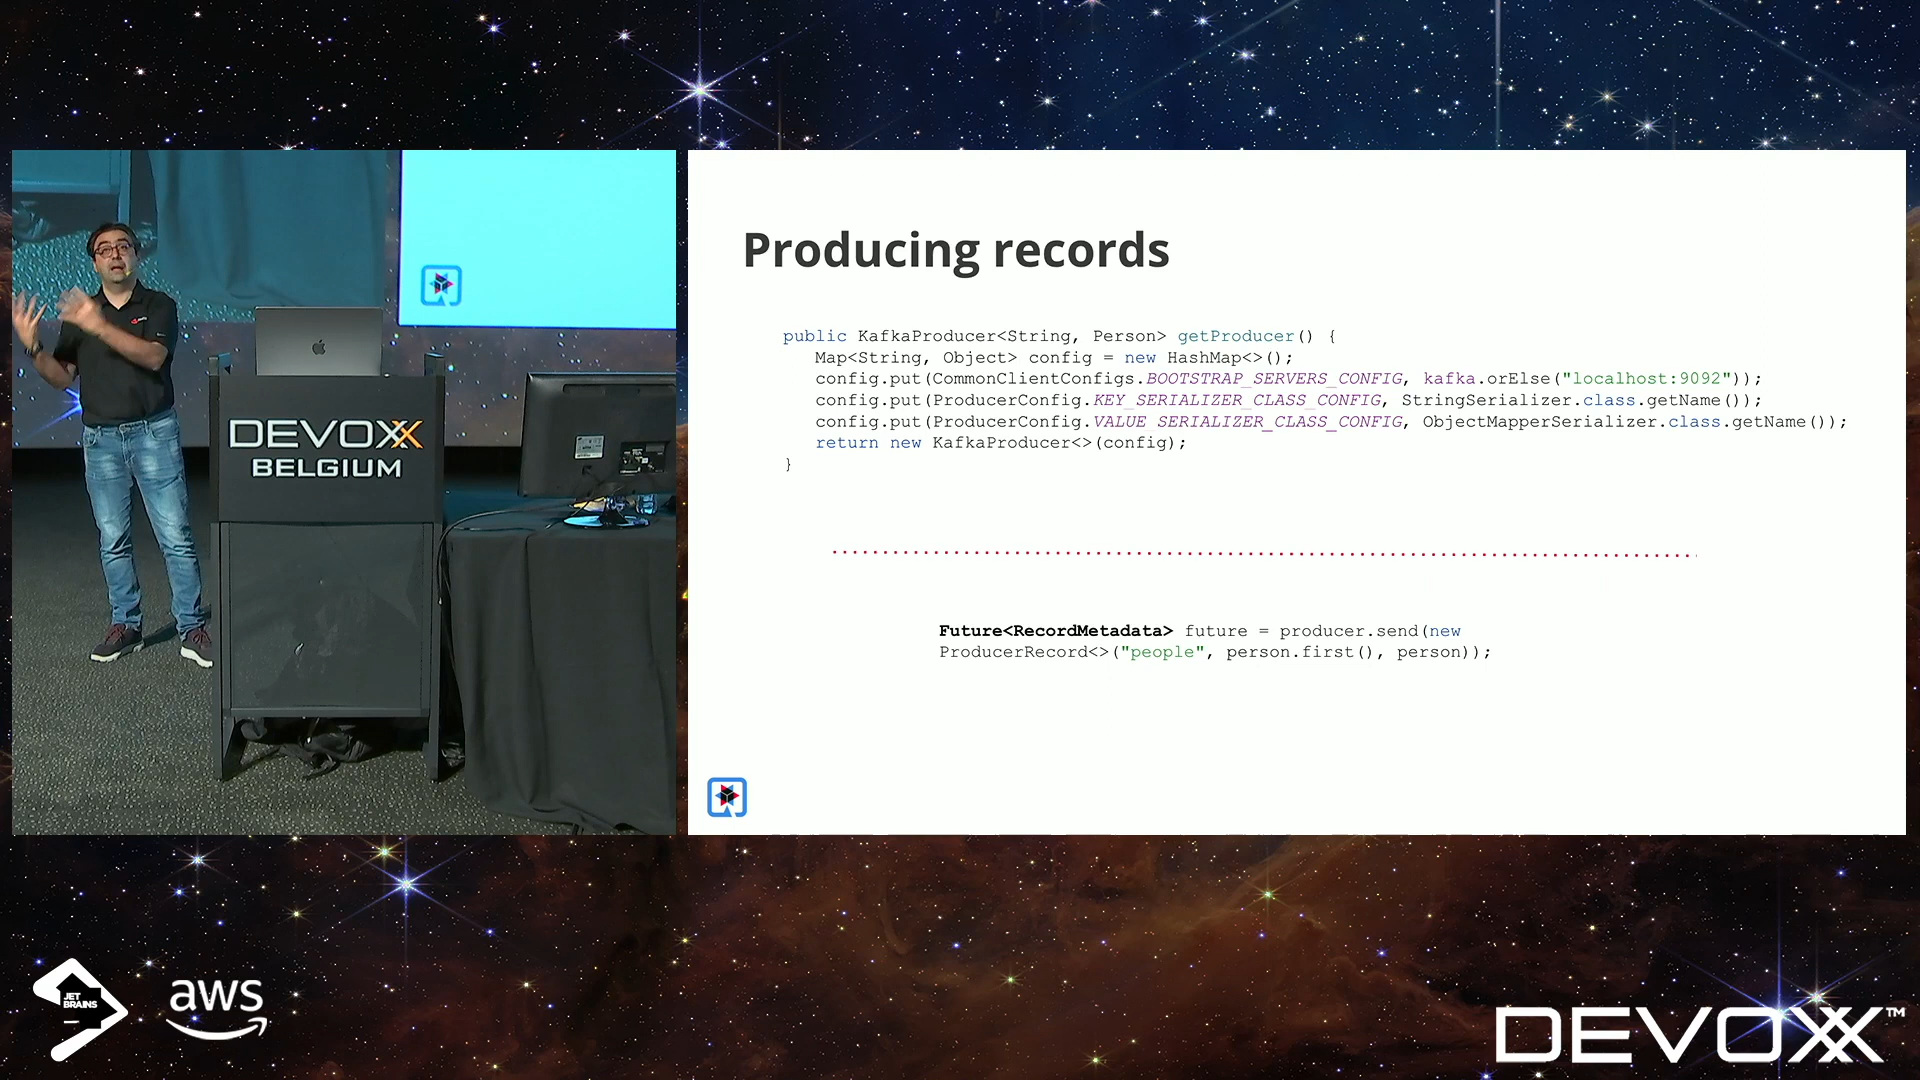 Producing records
public KafkaProducer<String, Person> getProducer() {
Map<String, Object> config = new HashMap<>();
config.put(CommonClientConfigs.BOOTSTRAP_SERVERS_CONFIG, kafka.orElse("localhost:9092"));
config.put(ProducerConfig.KEY_SERIALIZER_CLASS_CONFIG, StringSerializer.class.getName());
config.put(ProducerConfig.VALUE_SERIALIZER_CLASS_CONFIG, ObjectMapperSerializer.class.getName());
return new KafkaProducer<>(config);
}
Future<RecordMetadata> future = producer.send(new
ProducerRecord<>("people", person.first(), person));
DEVOXX
BELGIUM
JET
BRAINS
aws
DEVOXX™